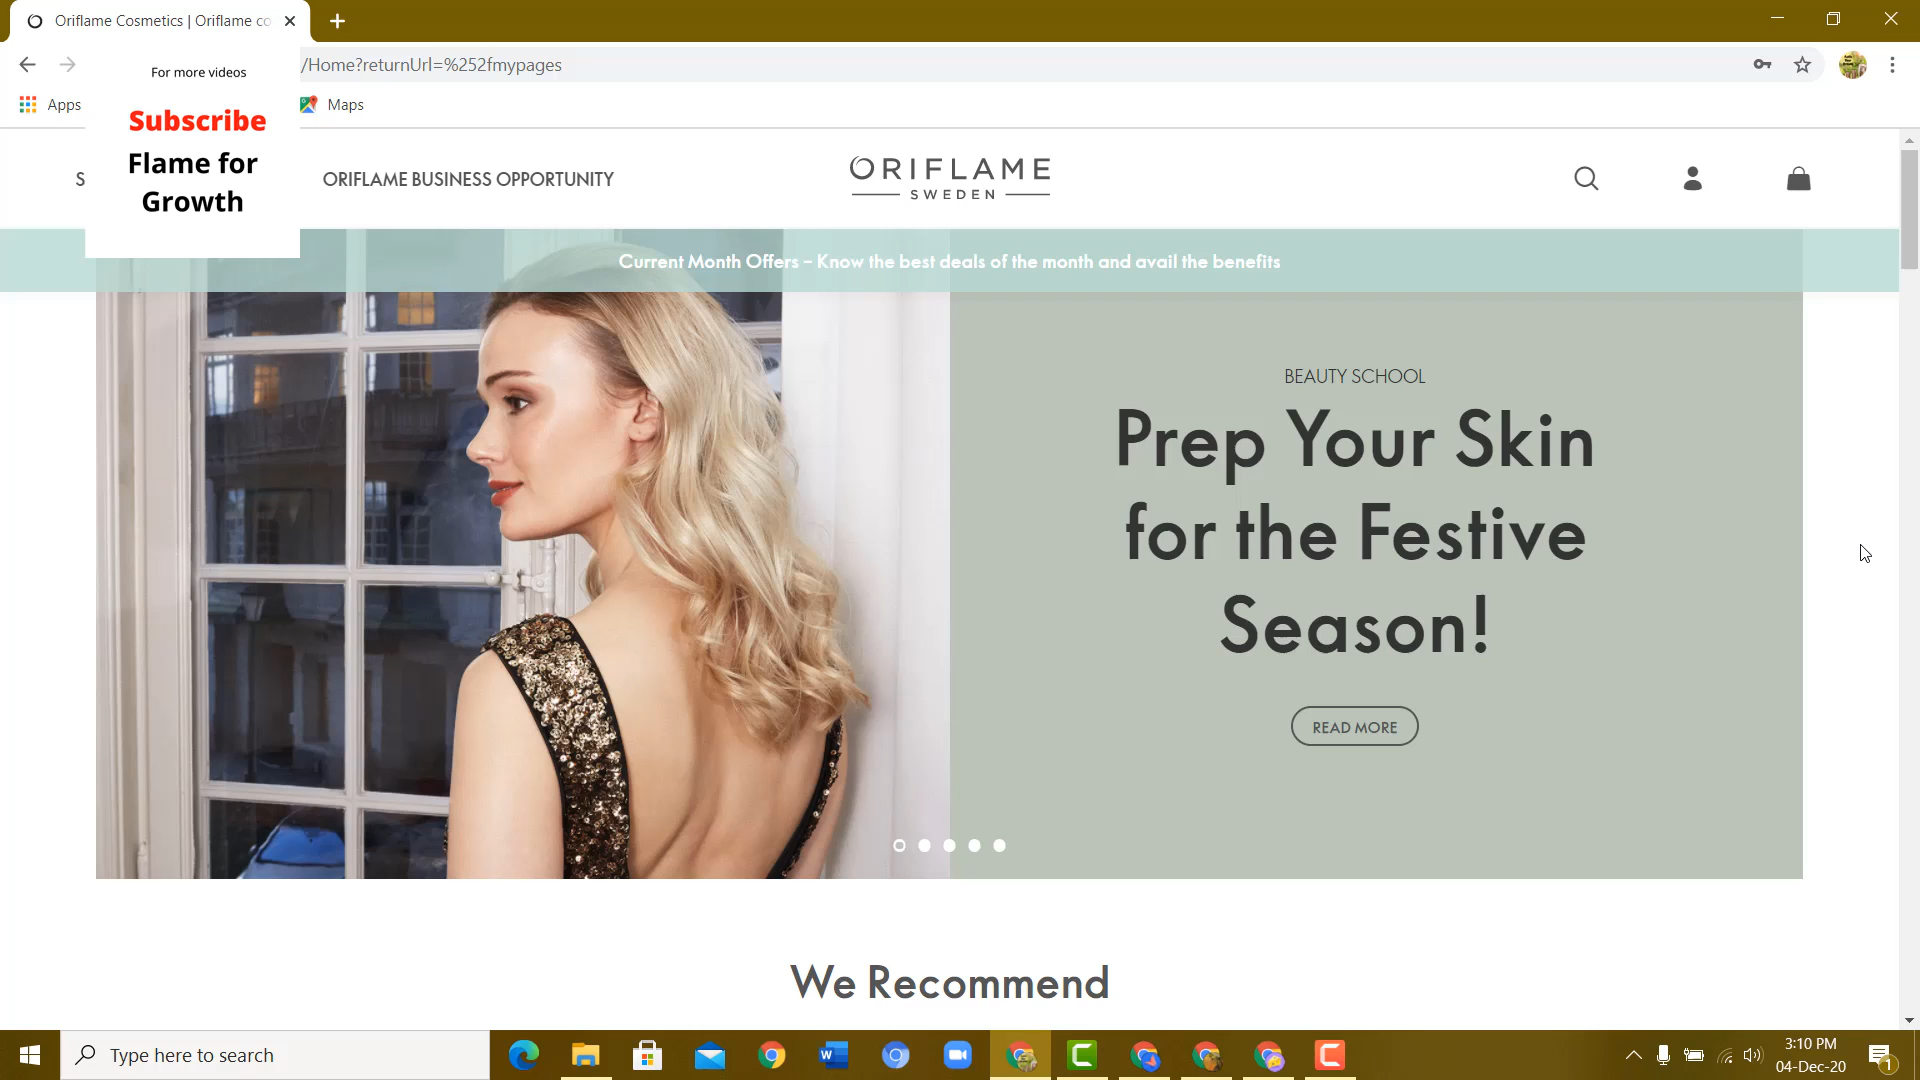 Oriflame Cosmetics | Oriflame co
For more videos
Subscribe
Flame for
Growth
/Home?returnUrl=%252fmypages
Apps
Maps
S
ORIFLAME BUSINESS OPPORTUNITY
ORIFLAME
SWEDEN
Current Month Offers – Know the best deals of the month and avail the benefits
BEAUTY SCHOOL
Prep Your Skin
for the Festive
Season!
READ MORE
We Recommend
Type here to search
3:10 PM
04-Dec-20
1